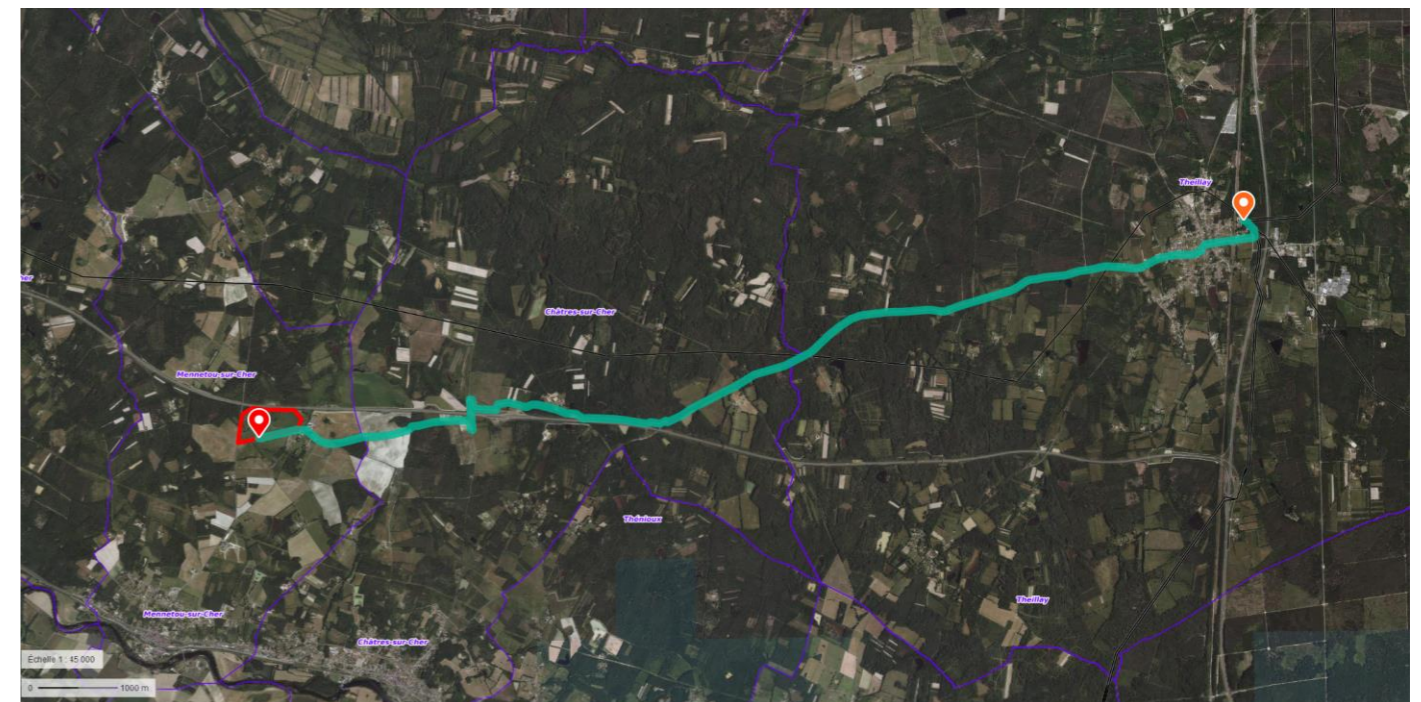 Theillay
her
Châtres-sur-Cher
Mennetou-sur-Cher
Thénioux
Theillay
Mennetou-sur-Cher
Châtres-sur-Cher
Échelle 1 : 45 000
0 1000 m